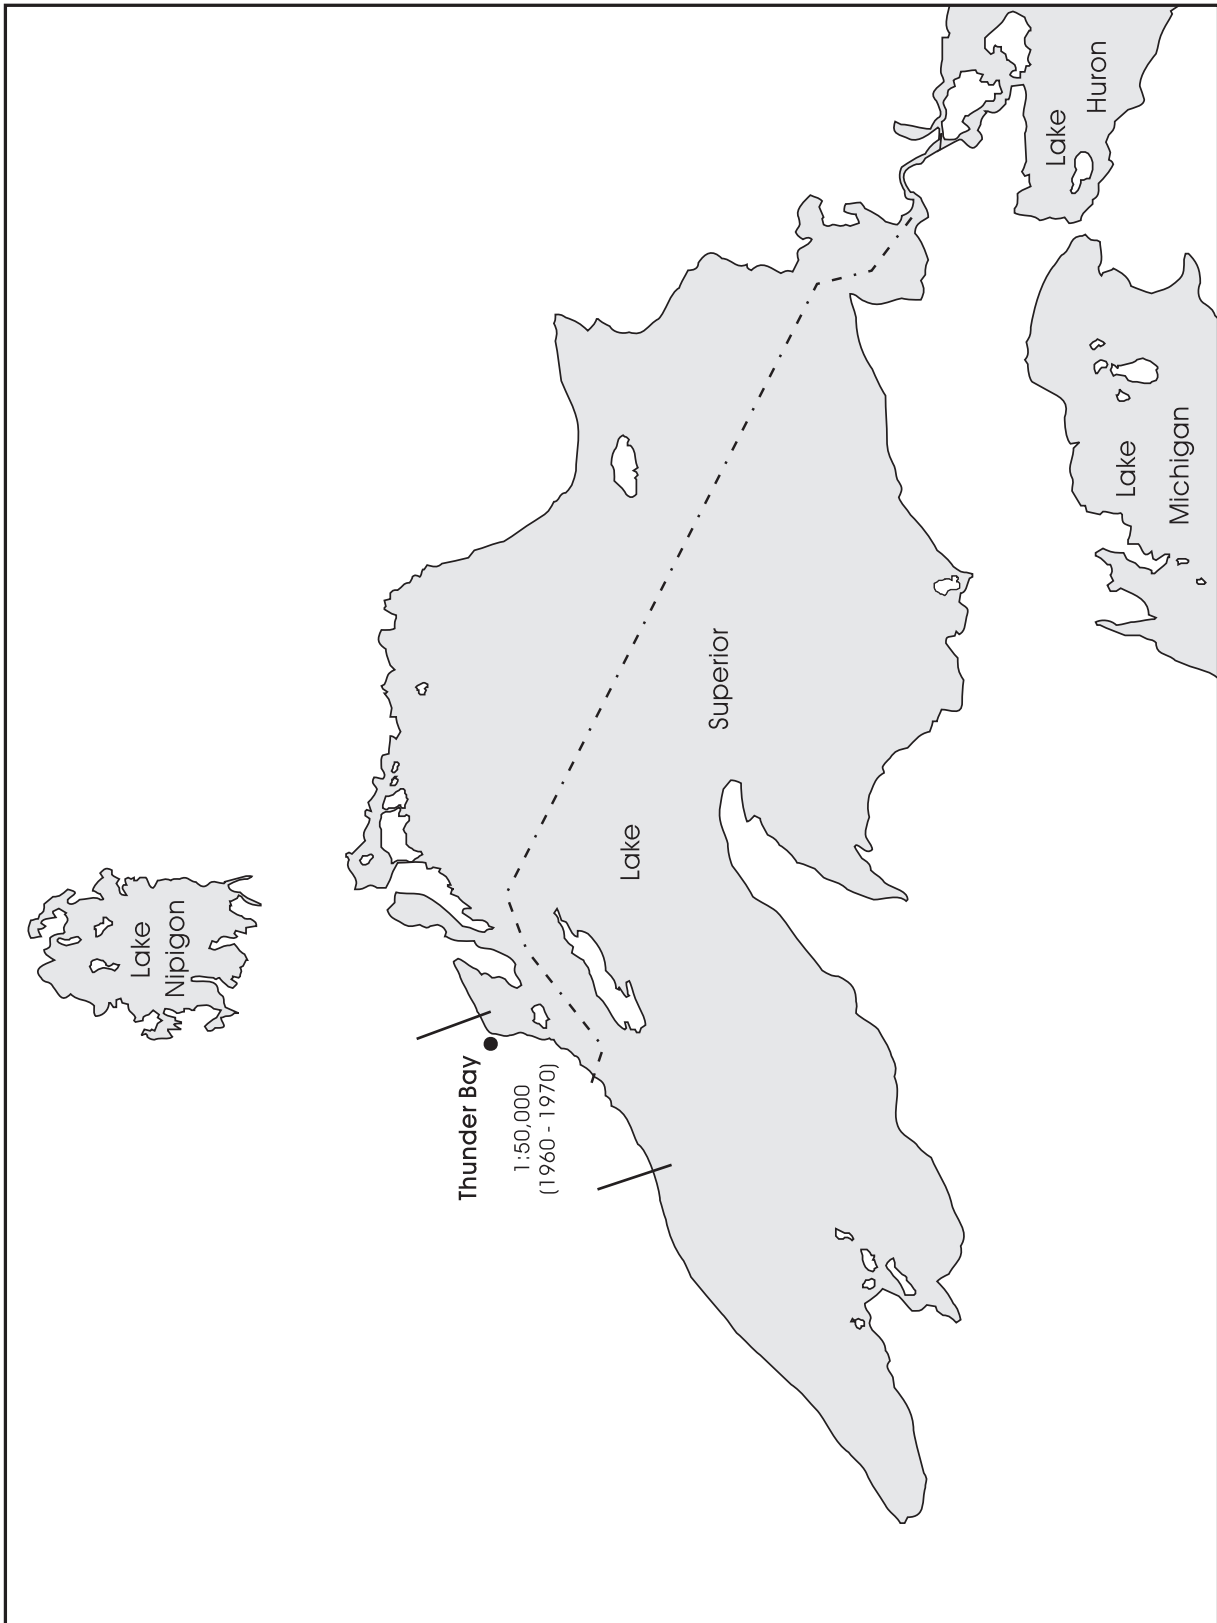 Lake
Nipigon
Thunder Bay
1:50,000
(1960 - 1970)
Lake
Superior
Lake
Michigan
Lake
Huron